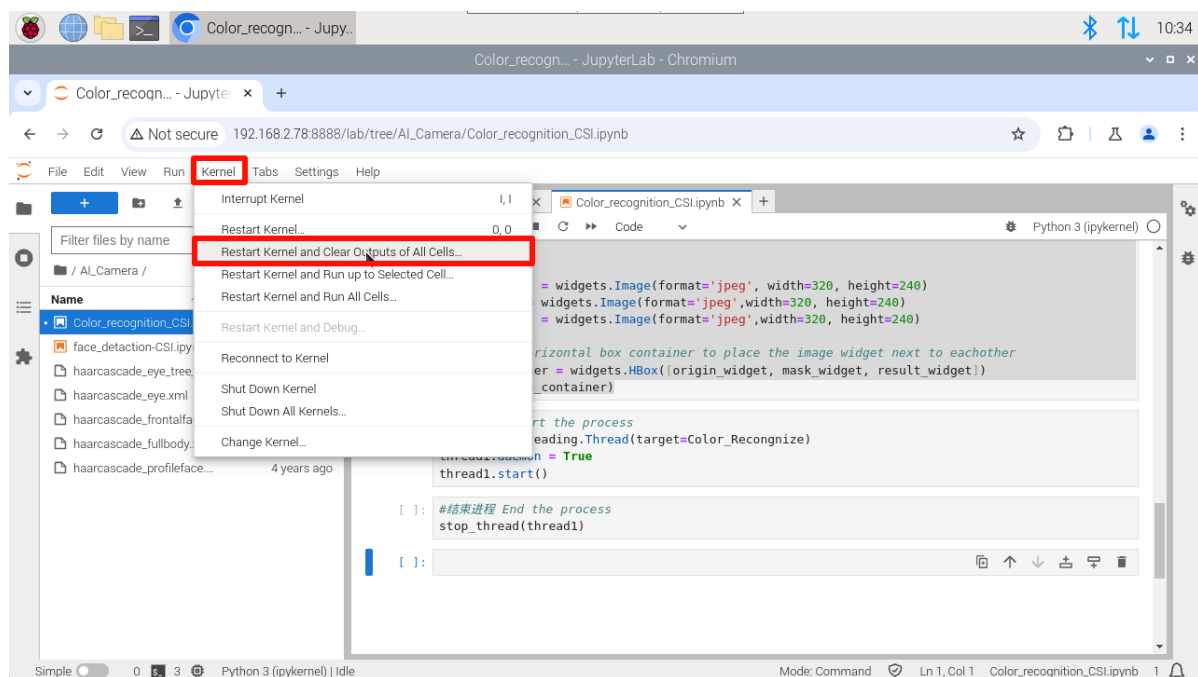 Color_recogn... - Jupy..
10:34
Color_recogn... - JupyterLab - Chromium
Color_recogn... - Jupyter
Not secure 192.168.2.78:8888/lab/tree/AI_Camera/Color_recognition_CSI.ipynb
File Edit View Run Kernel Tabs Settings Help
Interrupt Kernel I, I
Restart Kernel... 0, 0
Restart Kernel and Clear Outputs of All Cells...
Restart Kernel and Run up to Selected Cell...
Restart Kernel and Run All Cells...
Restart Kernel and Debug...
Reconnect to Kernel
Shut Down Kernel
Shut Down All Kernels...
Change Kernel...
Filter files by name
/ AI_Camera /
Name
Color_recognition_CSI.
face_detaction-CSI.ipy
haarcascade_eye_tree_
haarcascade_eye.xml
haarcascade_frontalfa
haarcascade_fullbody.
haarcascade_profileface.... 4 years ago
Color_recognition_CSI.ipynb
Code
Python 3 (ipykernel)
= widgets.Image(format='jpeg', width=320, height=240)
widgets.Image(format='jpeg',width=320, height=240)
= widgets.Image(format='jpeg',width=320, height=240)
rizontal box container to place the image widget next to eachother
er = widgets.HBox([origin_widget, mask_widget, result_widget])
_container)
rt the process
eading.Thread(target=Color_Recongnize)
thread1.daemon = True
thread1.start()
[ ]: #结束进程 End the process
stop_thread(thread1)
[ ]:
Simple 0 3 Python 3 (ipykernel) | Idle
Mode: Command Ln 1, Col 1 Color_recognition_CSI.ipynb 1